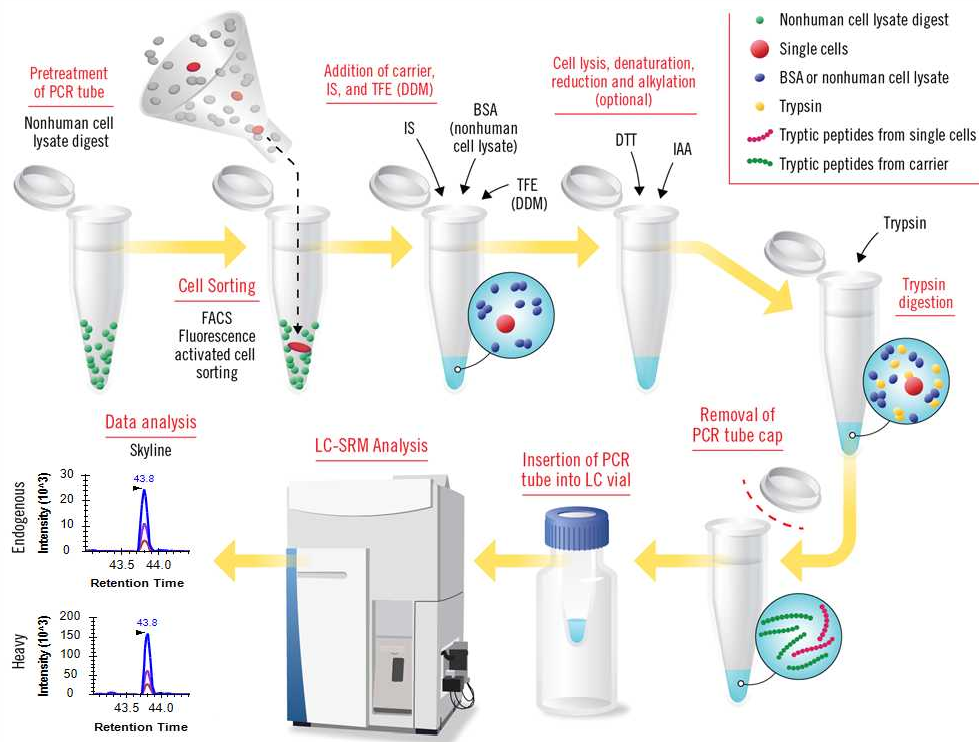 Pretreatment
of PCR tube
Nonhuman cell
lysate digest
Cell Sorting
FACS
Fluorescence
activated cell
sorting
Addition of carrier,
IS, and TFE (DDM)
IS
BSA
(nonhuman
cell lysate)
TFE
(DDM)
Cell lysis, denaturation,
reduction and alkylation
(optional)
DTT
IAA
Nonhuman cell lysate digest
Single cells
BSA or nonhuman cell lysate
Trypsin
Tryptic peptides from single cells
Tryptic peptides from carrier
Trypsin
Trypsin
digestion
Removal of
PCR tube cap
Insertion of PCR
tube into LC vial
LC-SRM Analysis
Data analysis
Skyline
Endogenous
Intensity (10^3)
30
20
10
0
43.8
43.5 44.0
Retention Time
Heavy
Intensity (10^3)
200
150
100
50
0
43.8
43.5 44.0
Retention Time